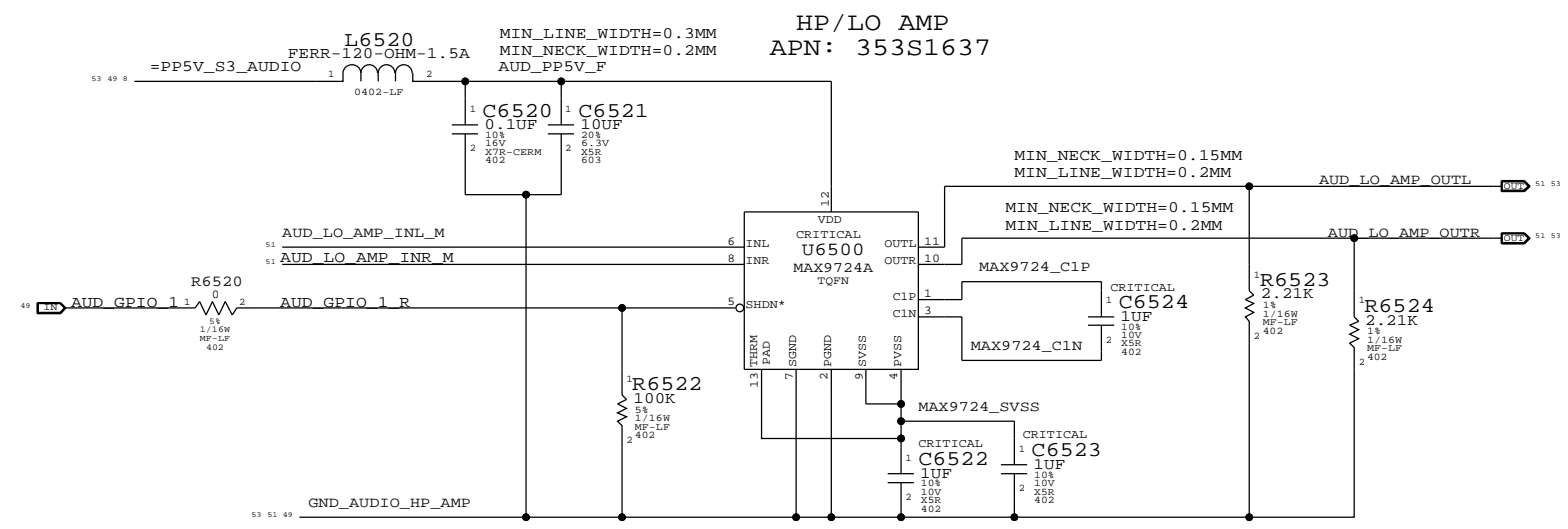 HP/LO AMP
APN: 353S1637
L6520
FERR-120-OHM-1.5A
MIN_LINE_WIDTH=0.3MM
MIN_NECK_WIDTH=0.2MM
AUD_PP5V_F
53 49 8
=PP5V_S3_AUDIO
1
2
0402-LF
1
C6520
0.1UF
10%
16V
X7R-CERM
402
2
1
C6521
10UF
20%
6.3V
X5R
603
2
MIN_NECK_WIDTH=0.15MM
MIN_LINE_WIDTH=0.2MM
AUD_LO_AMP_OUTL
OUT
51 53
MIN_NECK_WIDTH=0.15MM
MIN_LINE_WIDTH=0.2MM
AUD_LO_AMP_OUTR
OUT
51 53
12
VDD
CRITICAL
U6500
MAX9724A
TQFN
51
AUD_LO_AMP_INL_M
6
INL
51
AUD_LO_AMP_INR_M
8
INR
OUTL
11
OUTR
10
R6520
0
49
IN
AUD_GPIO_1
1
2
5%
1/16W
MF-LF
402
AUD_GPIO_1_R
5
SHDN*
C1P
1
C1N
3
MAX9724_C1P
MAX9724_C1N
CRITICAL
1
C6524
1UF
10%
10V
X5R
402
2
1
R6523
2.21K
1%
1/16W
MF-LF
402
2
1
R6524
2.21K
1%
1/16W
MF-LF
402
2
THRM
PAD
SGND
PGND
SVSS
PVSS
13
7
2
9
4
1
R6522
100K
5%
1/16W
MF-LF
402
2
MAX9724_SVSS
CRITICAL
1
C6522
1UF
10%
10V
X5R
402
2
CRITICAL
1
C6523
1UF
10%
10V
X5R
402
2
53 51 49
GND_AUDIO_HP_AMP